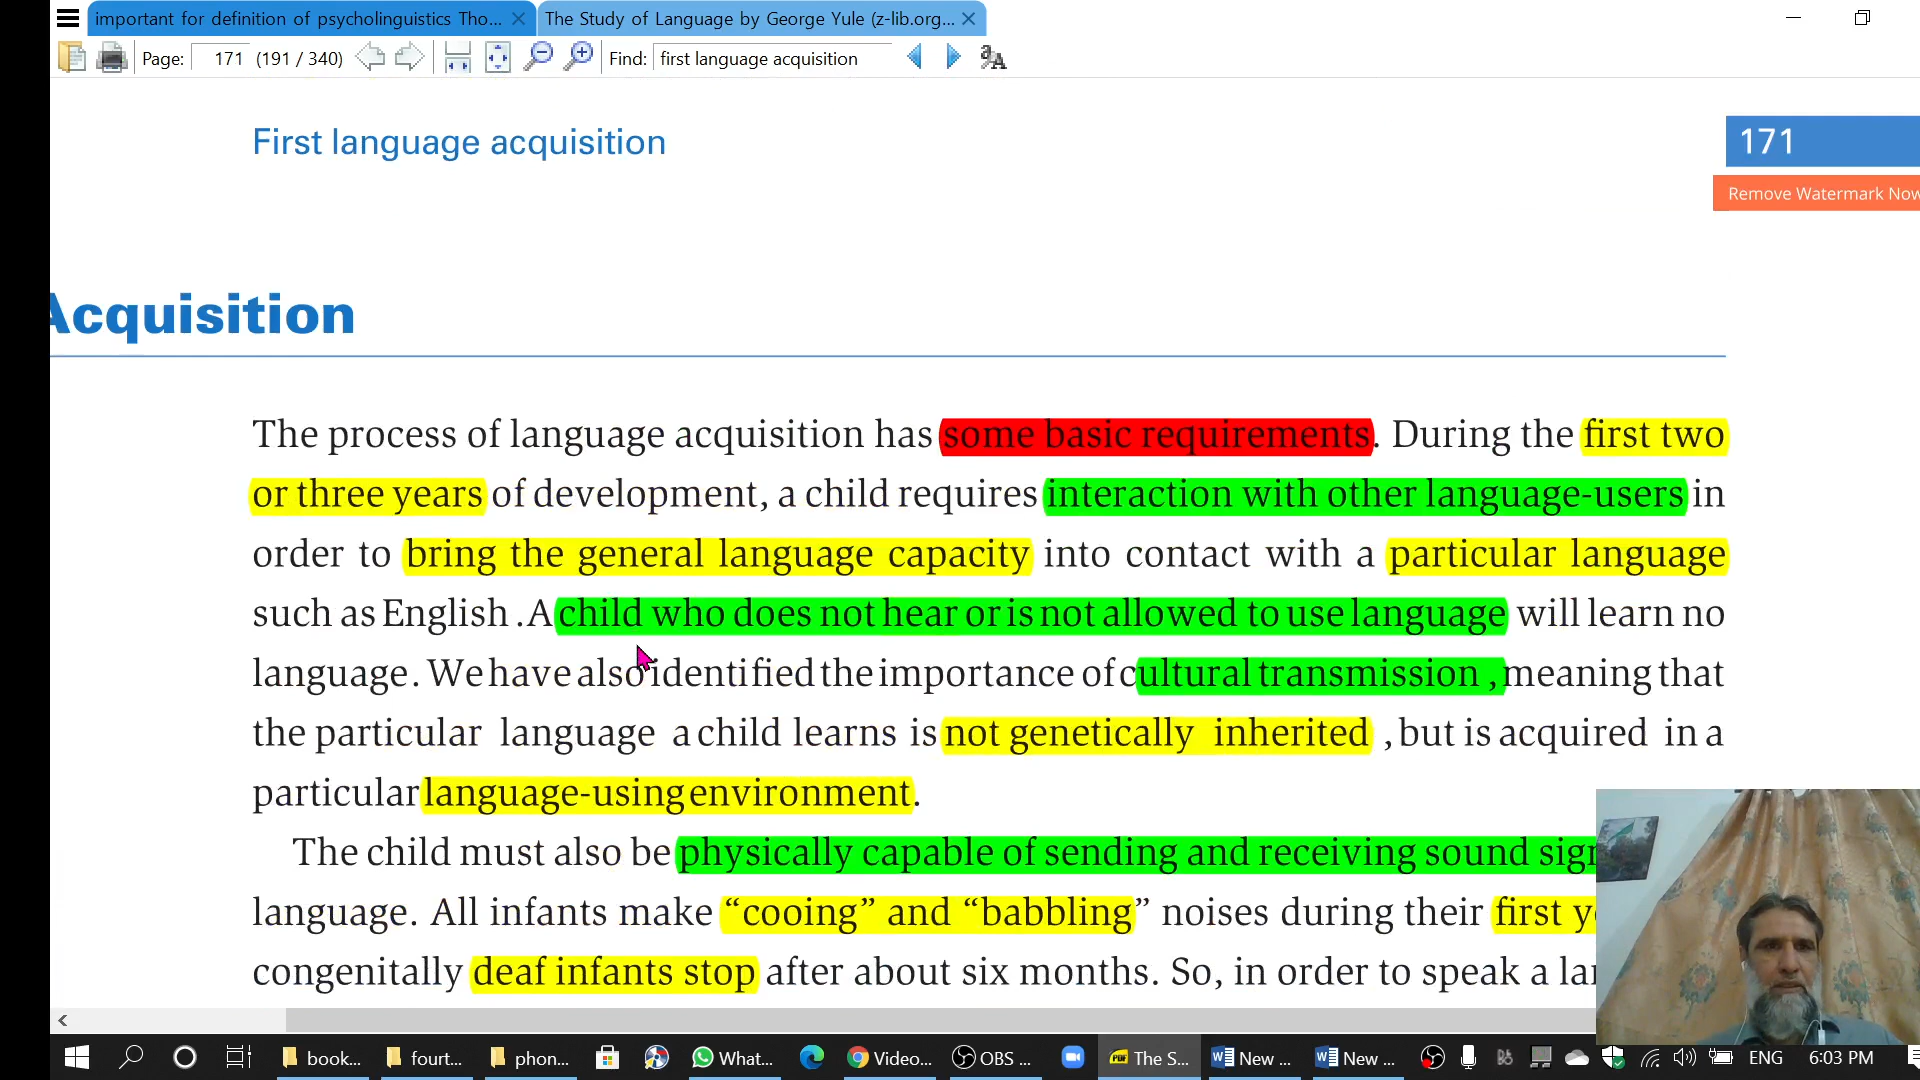 important for definition of psycholinguistics Tho...
The Study of Language by George Yule (z-lib.org...
Page: 171 (191 / 340) Find: first language acquisition
First language acquisition
171
Remove Watermark Now
Acquisition
The process of language acquisition has some basic requirements. During the first two
or three years of development, a child requires interaction with other language-users in
order to bring the general language capacity into contact with a particular language
such as English . A child who does not hear or is not allowed to use language will learn no
language. We have also identified the importance of cultural transmission , meaning that
the particular language a child learns is not genetically inherited , but is acquired in a
particular language-using environment.
The child must also be physically capable of sending and receiving sound sign
language. All infants make “cooing” and “babbling” noises during their first ye
congenitally deaf infants stop after about six months. So, in order to speak a lan
book... fourt... phon... What... Video... OBS ... The S... New ... New ... ENG 6:03 PM